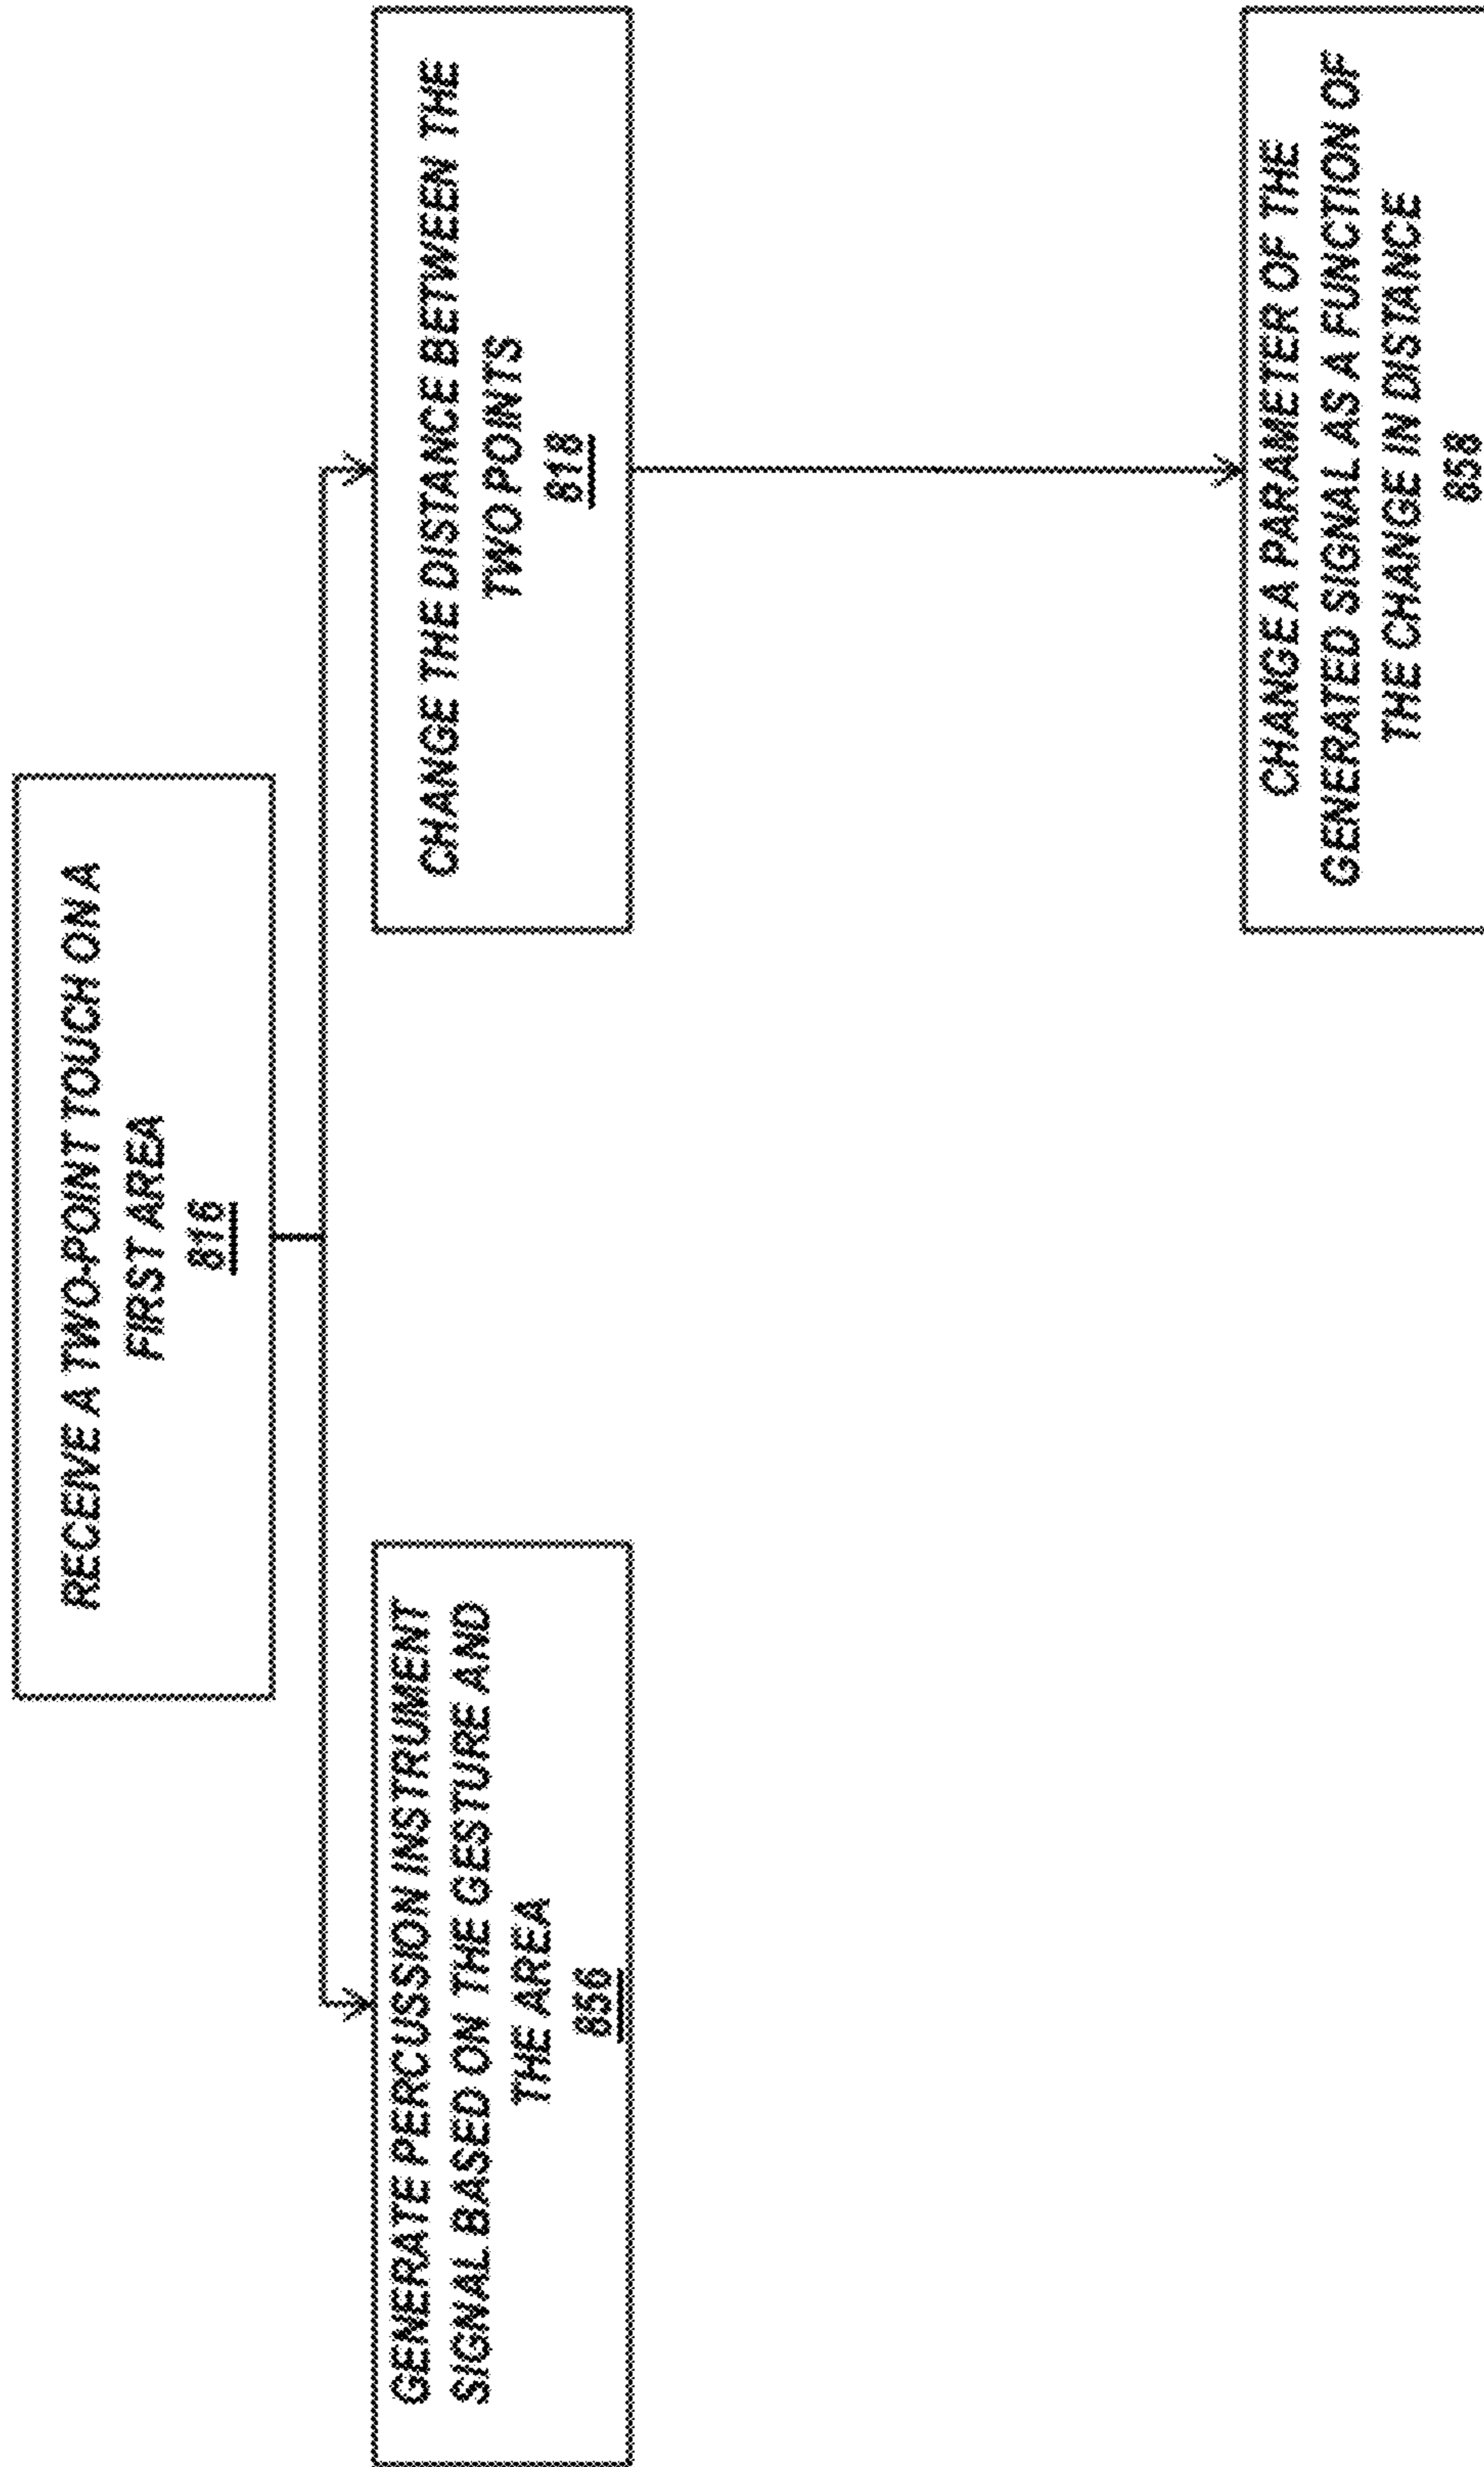 RECEIVE A TWO-POINT TOUCH ON A
FIRST AREA
816
GENERATE PERCUSSION INSTRUMENT
SIGNAL BASED ON THE GESTURE AND
THE AREA
856
CHANGE THE DISTANCE BETWEEN THE
TWO POINTS
818
CHANGE A PARAMETER OF THE
GENERATED SIGNAL AS A FUNCTION OF
THE CHANGE IN DISTANCE
858